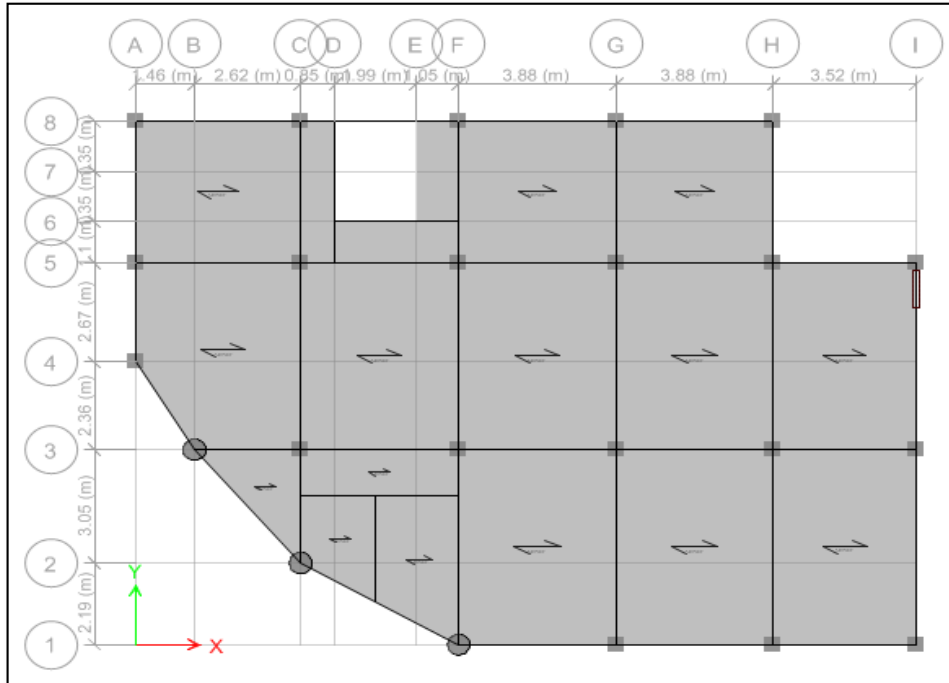 A B C D E F G H I
1.46 (m) 2.62 (m) 0.85 (m) 1.99 (m) 1.05 (m) 3.88 (m) 3.88 (m) 3.52 (m)
8
.35 (m)
7
.35 (m)
6
1.1 (m)
5
2.67 (m)
4
2.36 (m)
3
3.05 (m)
2
2.19 (m)
1
Y
X